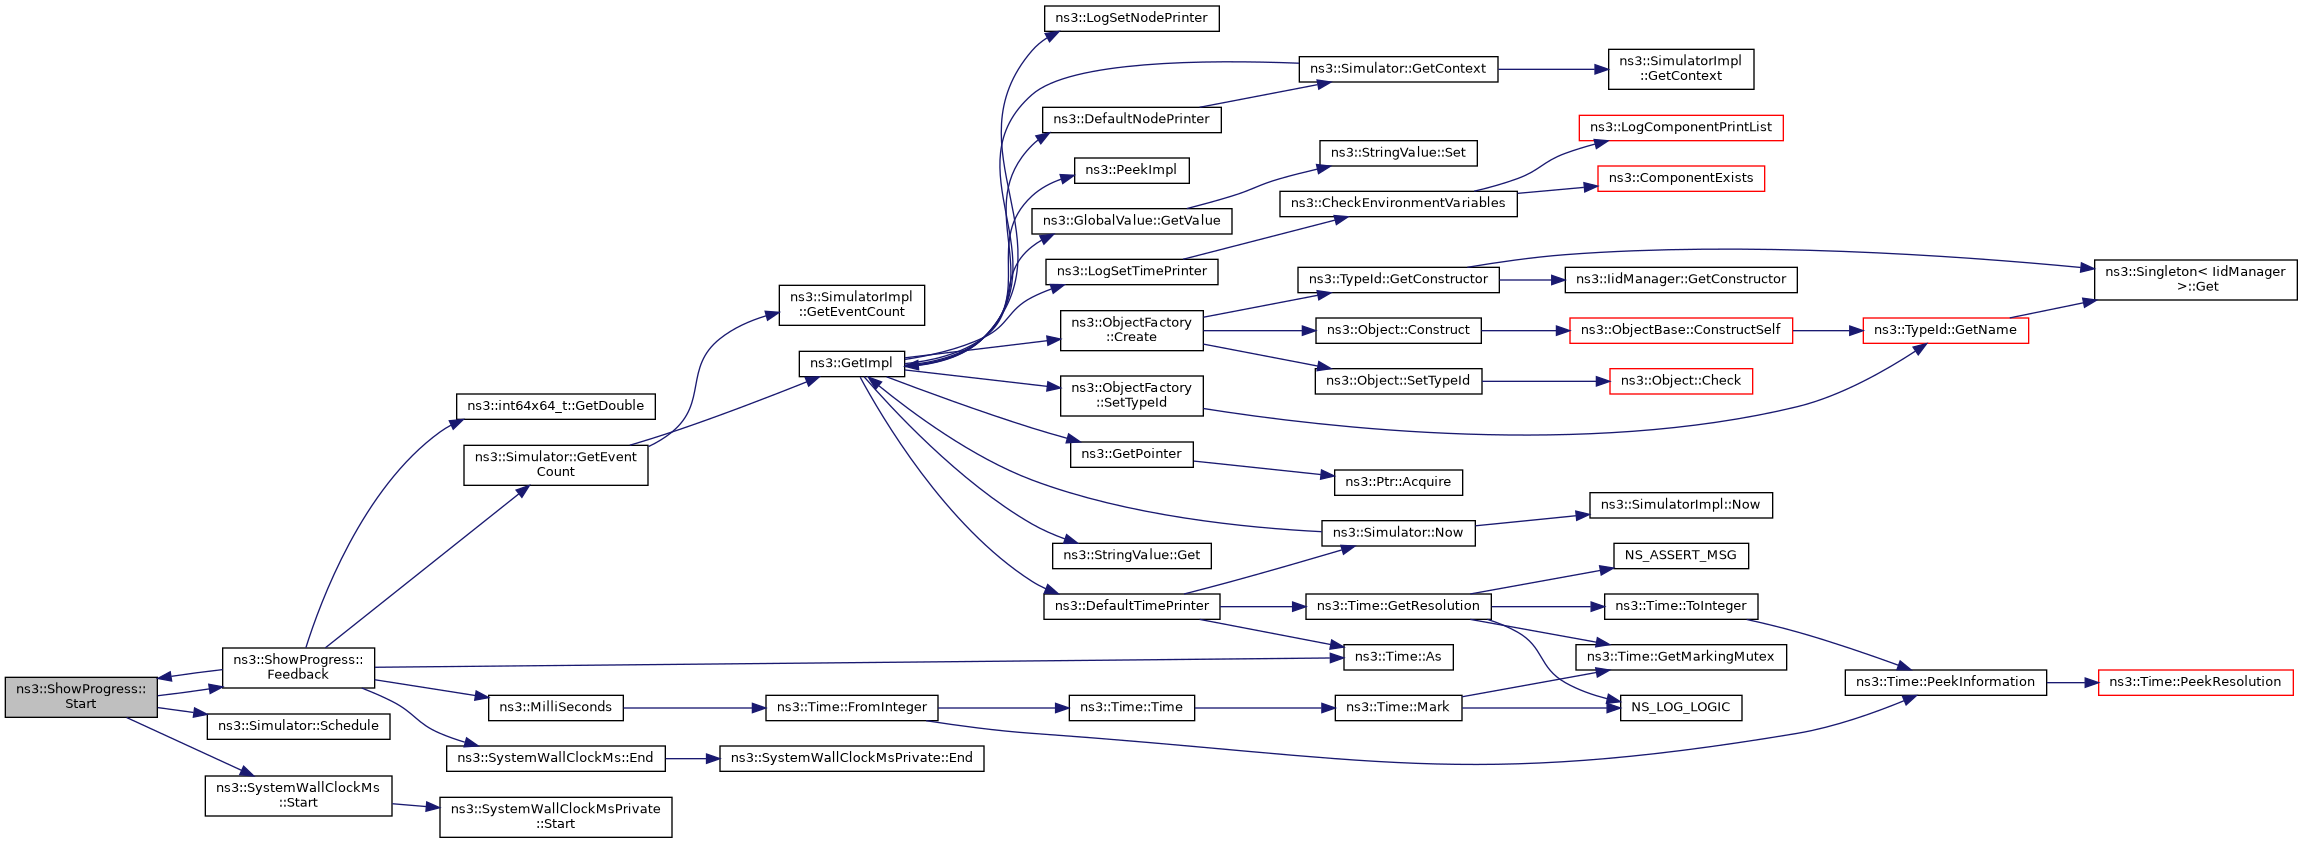 ns3::ShowProgress::
Start
ns3::ShowProgress::
Feedback
ns3::Simulator::Schedule
ns3::SystemWallClockMs
::Start
ns3::int64x64_t::GetDouble
ns3::Simulator::GetEvent
Count
ns3::MilliSeconds
ns3::SystemWallClockMs::End
ns3::SystemWallClockMsPrivate
::Start
ns3::SimulatorImpl
::GetEventCount
ns3::GetImpl
ns3::Time::FromInteger
ns3::SystemWallClockMsPrivate::End
ns3::LogSetNodePrinter
ns3::DefaultNodePrinter
ns3::PeekImpl
ns3::GlobalValue::GetValue
ns3::LogSetTimePrinter
ns3::ObjectFactory
::Create
ns3::ObjectFactory
::SetTypeId
ns3::GetPointer
ns3::StringValue::Get
ns3::DefaultTimePrinter
ns3::Time::Time
ns3::Simulator::GetContext
ns3::StringValue::Set
ns3::CheckEnvironmentVariables
ns3::TypeId::GetConstructor
ns3::Object::Construct
ns3::Object::SetTypeId
ns3::Ptr::Acquire
ns3::Simulator::Now
ns3::Time::GetResolution
ns3::Time::As
ns3::Time::Mark
ns3::SimulatorImpl
::GetContext
ns3::LogComponentPrintList
ns3::ComponentExists
ns3::IidManager::GetConstructor
ns3::ObjectBase::ConstructSelf
ns3::Object::Check
ns3::SimulatorImpl::Now
NS_ASSERT_MSG
ns3::Time::ToInteger
ns3::Time::GetMarkingMutex
NS_LOG_LOGIC
ns3::TypeId::GetName
ns3::Time::PeekInformation
ns3::Singleton< IidManager
>::Get
ns3::Time::PeekResolution